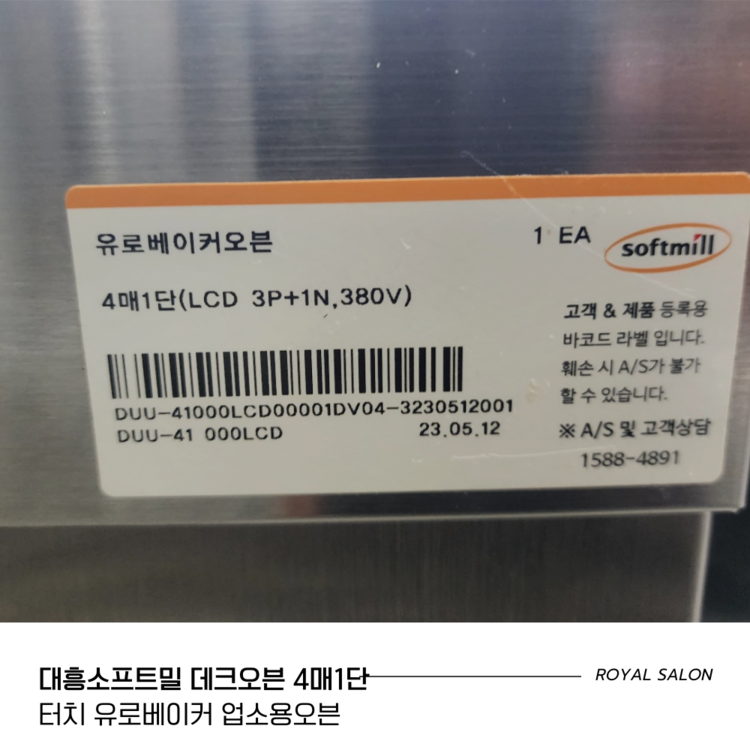 유로베이커오븐 1 EA softmill
4매1단(LCD 3P+1N,380V)
고객 & 제품 등록용
바코드 라벨 입니다.
훼손 시 A/S가 불가
할 수 있습니다.
DUU-41000LCD00001DV04-3230512001
DUU-41 000LCD 23.05.12
※ A/S 및 고객상담
1588-4891
대흥소프트밀 데크오븐 4매1단 ROYAL SALON
터치 유로베이커 업소용오븐